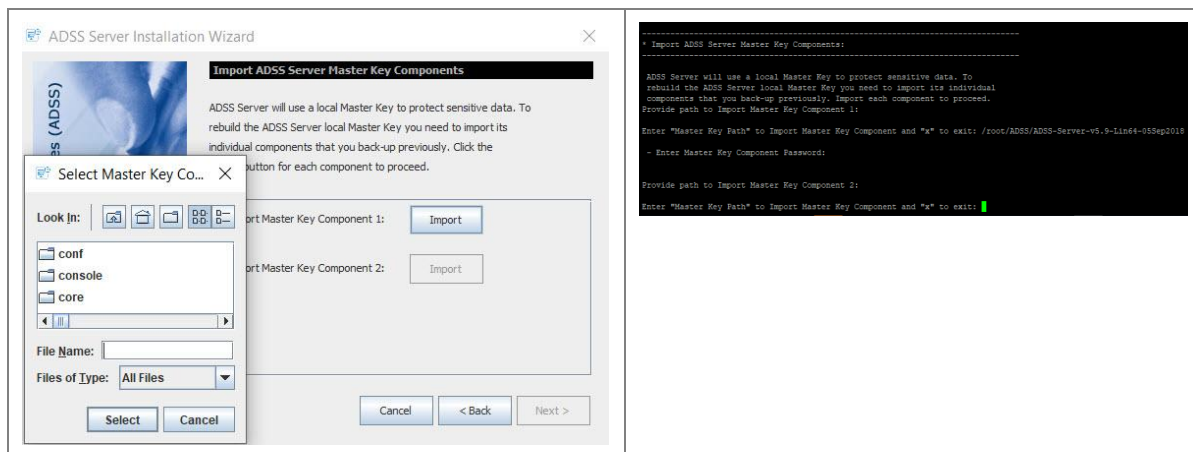 ADSS Server Installation Wizard
es (ADSS)
Import ADSS Server Master Key Components
ADSS Server will use a local Master Key to protect sensitive data. To
rebuild the ADSS Server local Master Key you need to import its
individual components that you back-up previously. Click the
button for each component to proceed.
ort Master Key Component 1:
Import
ort Master Key Component 2:
Import
Cancel
< Back
Next >
Select Master Key Co...
Look In:
conf
console
core
File Name:
Files of Type:
All Files
Select
Cancel
--------------------------------------------------------------------------
* Import ADSS Server Master Key Components:
--------------------------------------------------------------------------
ADSS Server will use a local Master Key to protect sensitive data. To
rebuild the ADSS Server local Master Key you need to import its individual
components that you back-up previously. Import each component to proceed.
Provide path to Import Master Key Component 1:
Enter "Master Key Path" to Import Master Key Component and "x" to exit: /root/ADSS/ADSS-Server-v5.9-Lin64-05Sep2018
- Enter Master Key Component Password:
Provide path to Import Master Key Component 2:
Enter "Master Key Path" to Import Master Key Component and "x" to exit: